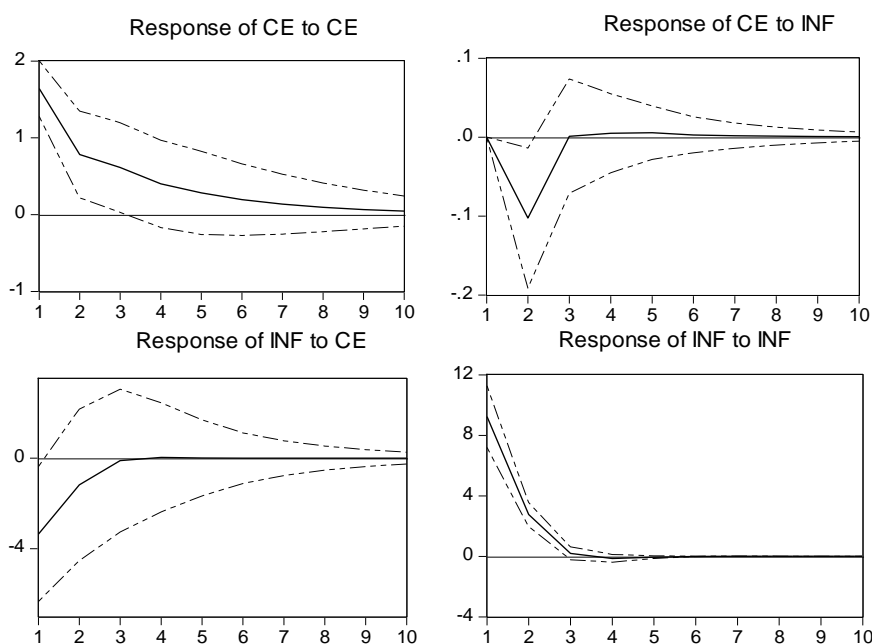 Response of CE to CE
2
1
0
-1
1 2 3 4 5 6 7 8 9 10
Response of CE to INF
.1
.0
-.1
-.2
1 2 3 4 5 6 7 8 9 10
Response of INF to CE
0
-4
1 2 3 4 5 6 7 8 9 10
Response of INF to INF
12
8
4
0
-4
1 2 3 4 5 6 7 8 9 10